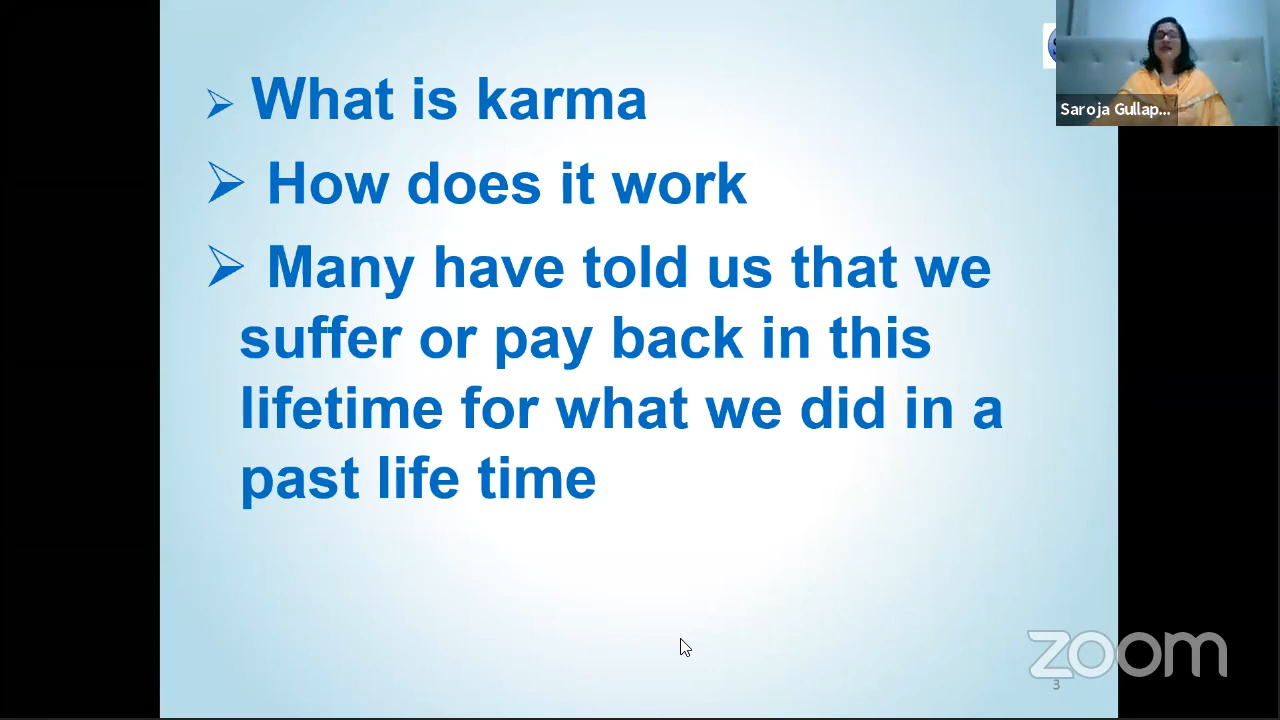 What is karma
How does it work
Many have told us that we
suffer or pay back in this
lifetime for what we did in a
past life time
Saroja Gullap...
zoom
3